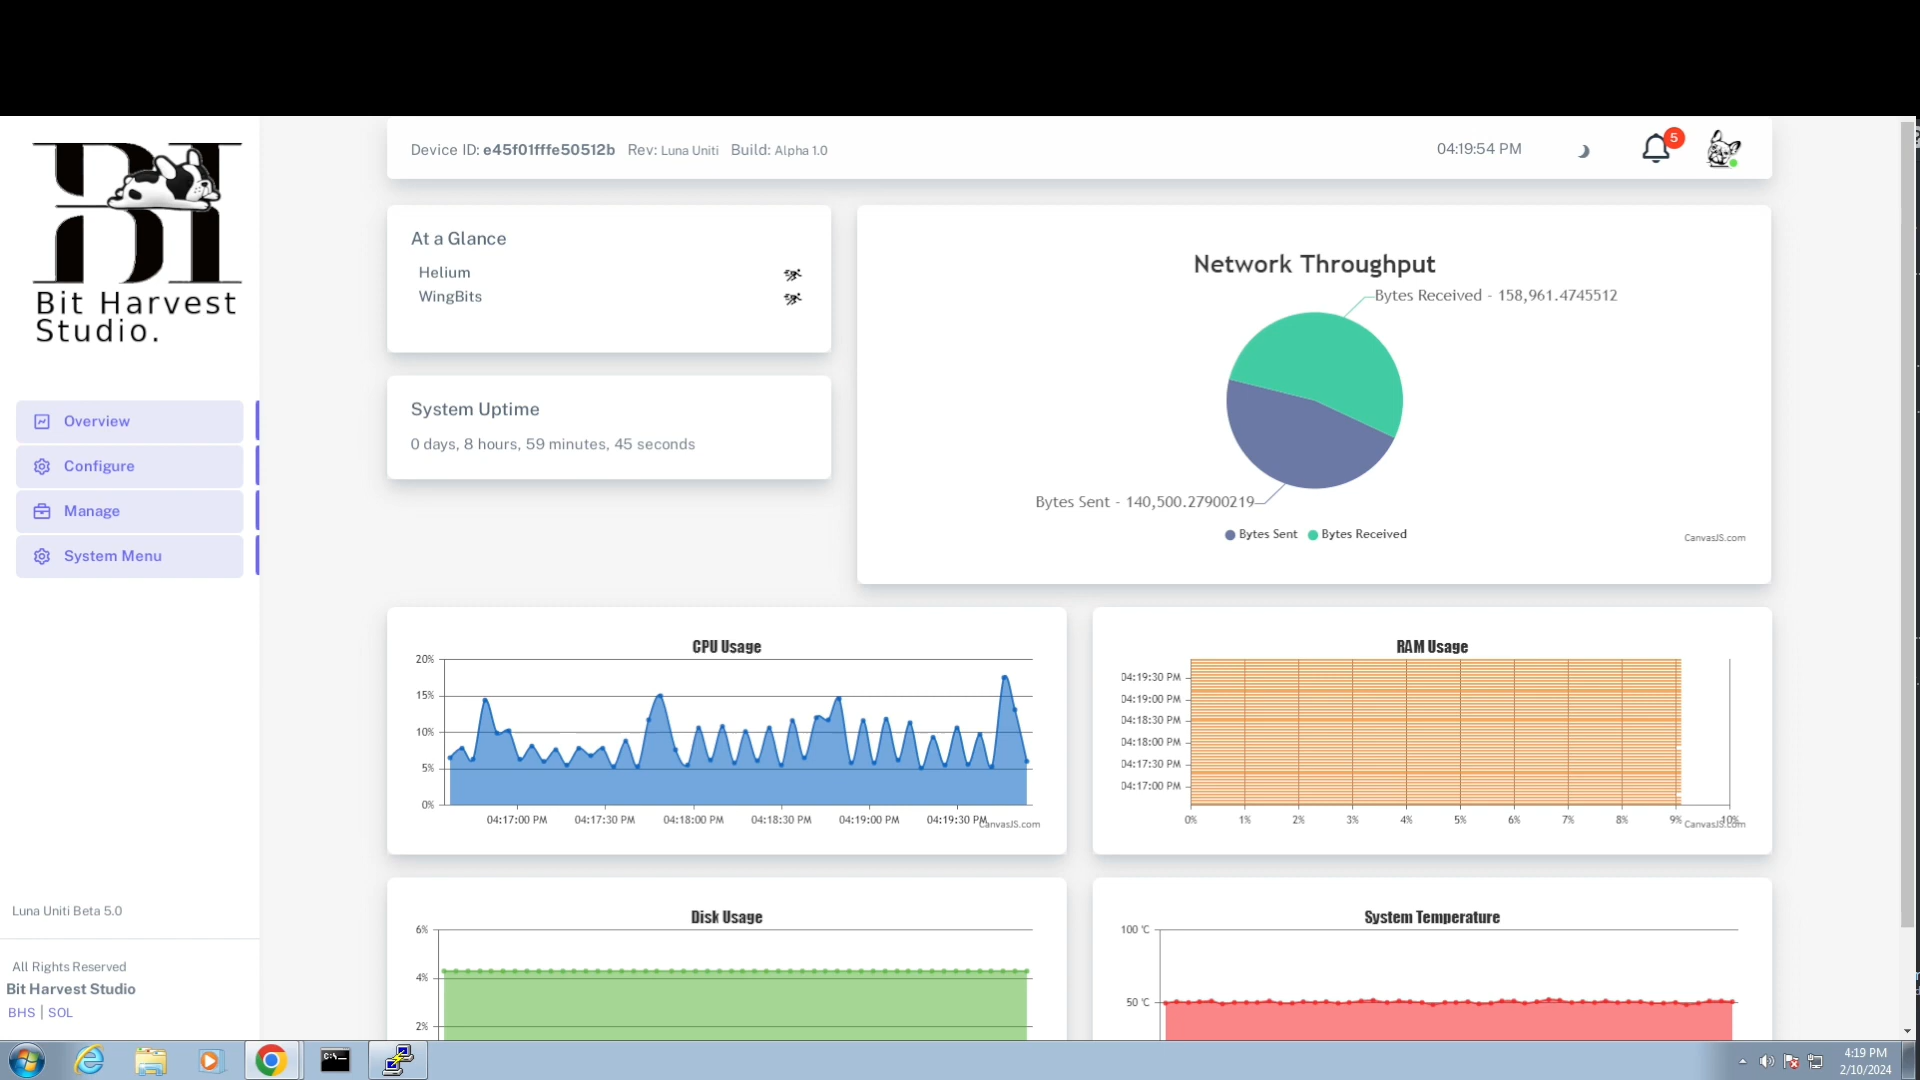 Bit Harvest
Studio.
Overview
Configure
Manage
System Menu
Luna Uniti Beta 5.0
All Rights Reserved
Bit Harvest Studio
BHS | SOL
Device ID: e45f01fffe50512b Rev: Luna Uniti Build: Alpha 1.0
04:19:54 PM
5
At a Glance
Helium
WingBits
System Uptime
0 days, 8 hours, 59 minutes, 45 seconds
Network Throughput
Bytes Received - 158,961.4745512
Bytes Sent - 140,500.27900219
Bytes Sent Bytes Received
CanvasJS.com
CPU Usage
20%
15%
10%
5%
0%
04:17:00 PM 04:17:30 PM 04:18:00 PM 04:18:30 PM 04:19:00 PM 04:19:30 PM
CanvasJS.com
RAM Usage
04:19:30 PM
04:19:00 PM
04:18:30 PM
04:18:00 PM
04:17:30 PM
04:17:00 PM
0% 1% 2% 3% 4% 5% 6% 7% 8% 9% 10%
CanvasJS.com
Disk Usage
6%
4%
2%
System Temperature
100 °C
50 °C
C:\_
4:19 PM
2/10/2024